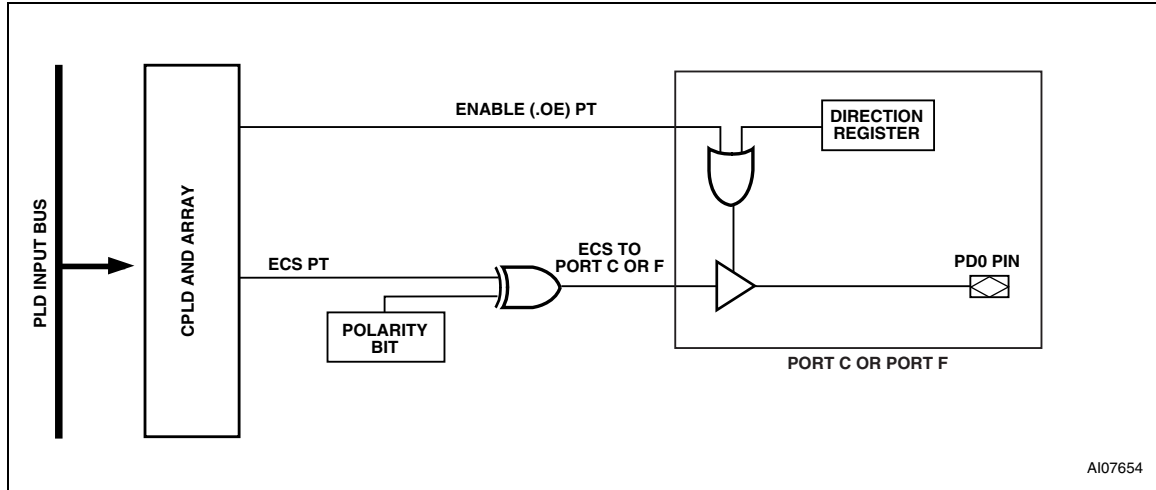 PLD INPUT BUS
CPLD AND ARRAY
ENABLE (.OE) PT
DIRECTION
REGISTER
ECS PT
POLARITY
BIT
ECS TO
PORT C OR F
PD0 PIN
PORT C OR PORT F
AI07654